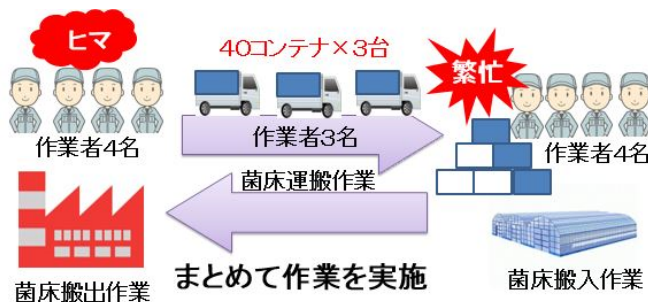 ヒマ
40コンテナ×3台
繁忙
作業者4名
作業者3名
作業者4名
菌床運搬作業
まとめて作業を実施
菌床搬出作業
菌床搬入作業